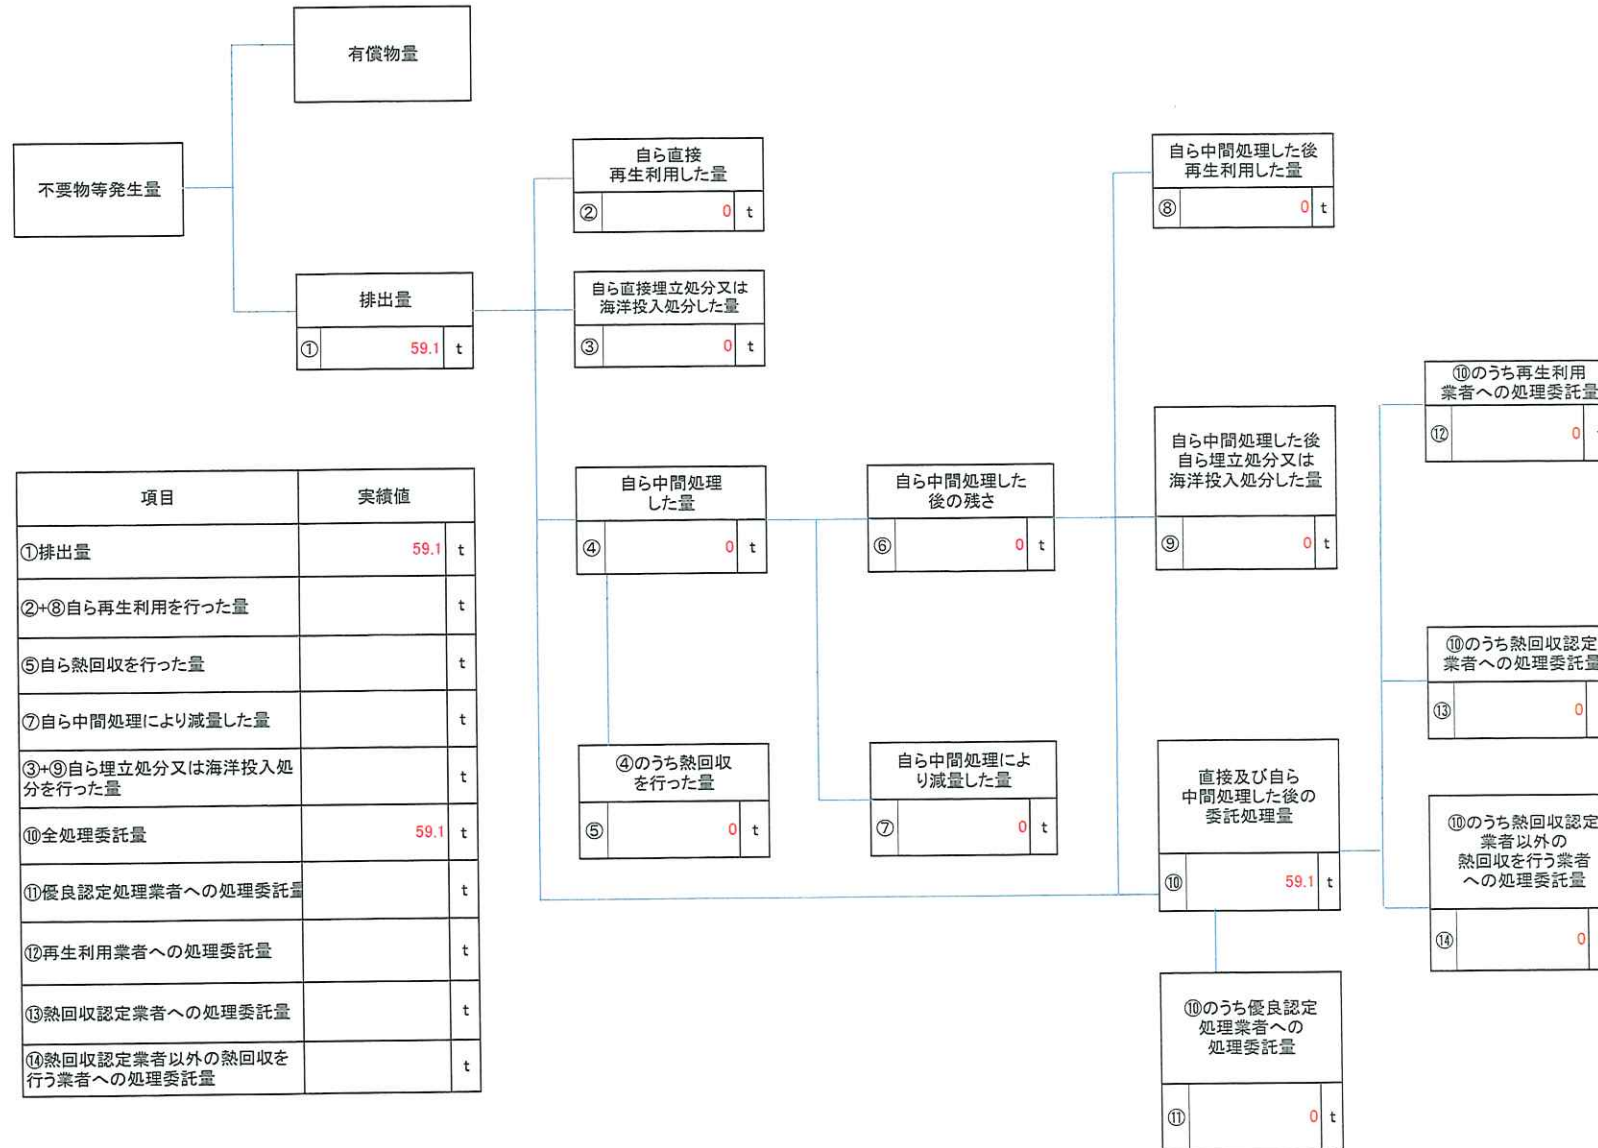 有償物量
不要物等発生量
排出量
① 59.1 t
自ら直接
再生利用した量
② 0 t
自ら直接埋立処分又は
海洋投入処分した量
③ 0 t
自ら中間処理
した量
④ 0 t
④のうち熱回収
を行った量
⑤ 0 t
自ら中間処理した
後の残さ
⑥ 0 t
自ら中間処理によ
り減量した量
⑦ 0 t
自ら中間処理した後
再生利用した量
⑧ 0 t
自ら中間処理した後
自ら埋立処分又は
海洋投入処分した量
⑨ 0 t
直接及び自ら
中間処理した後の
委託処理量
⑩ 59.1 t
⑩のうち優良認定
処理業者への
処理委託量
⑪ 0 t
⑩のうち再生利用
業者への処理委託量
⑫ 0
⑩のうち熱回収認定
業者への処理委託量
⑬ 0
⑩のうち熱回収認定
業者以外の
熱回収を行う業者
への処理委託量
⑭ 0
項目 実績値
①排出量 59.1 t
②+⑧自ら再生利用を行った量 t
⑤自ら熱回収を行った量 t
⑦自ら中間処理により減量した量 t
③+⑨自ら埋立処分又は海洋投入処
分を行った量 t
⑩全処理委託量 59.1 t
⑪優良認定処理業者への処理委託量 t
⑫再生利用業者への処理委託量 t
⑬熱回収認定業者への処理委託量 t
⑭熱回収認定業者以外の熱回収を
行う業者への処理委託量 t